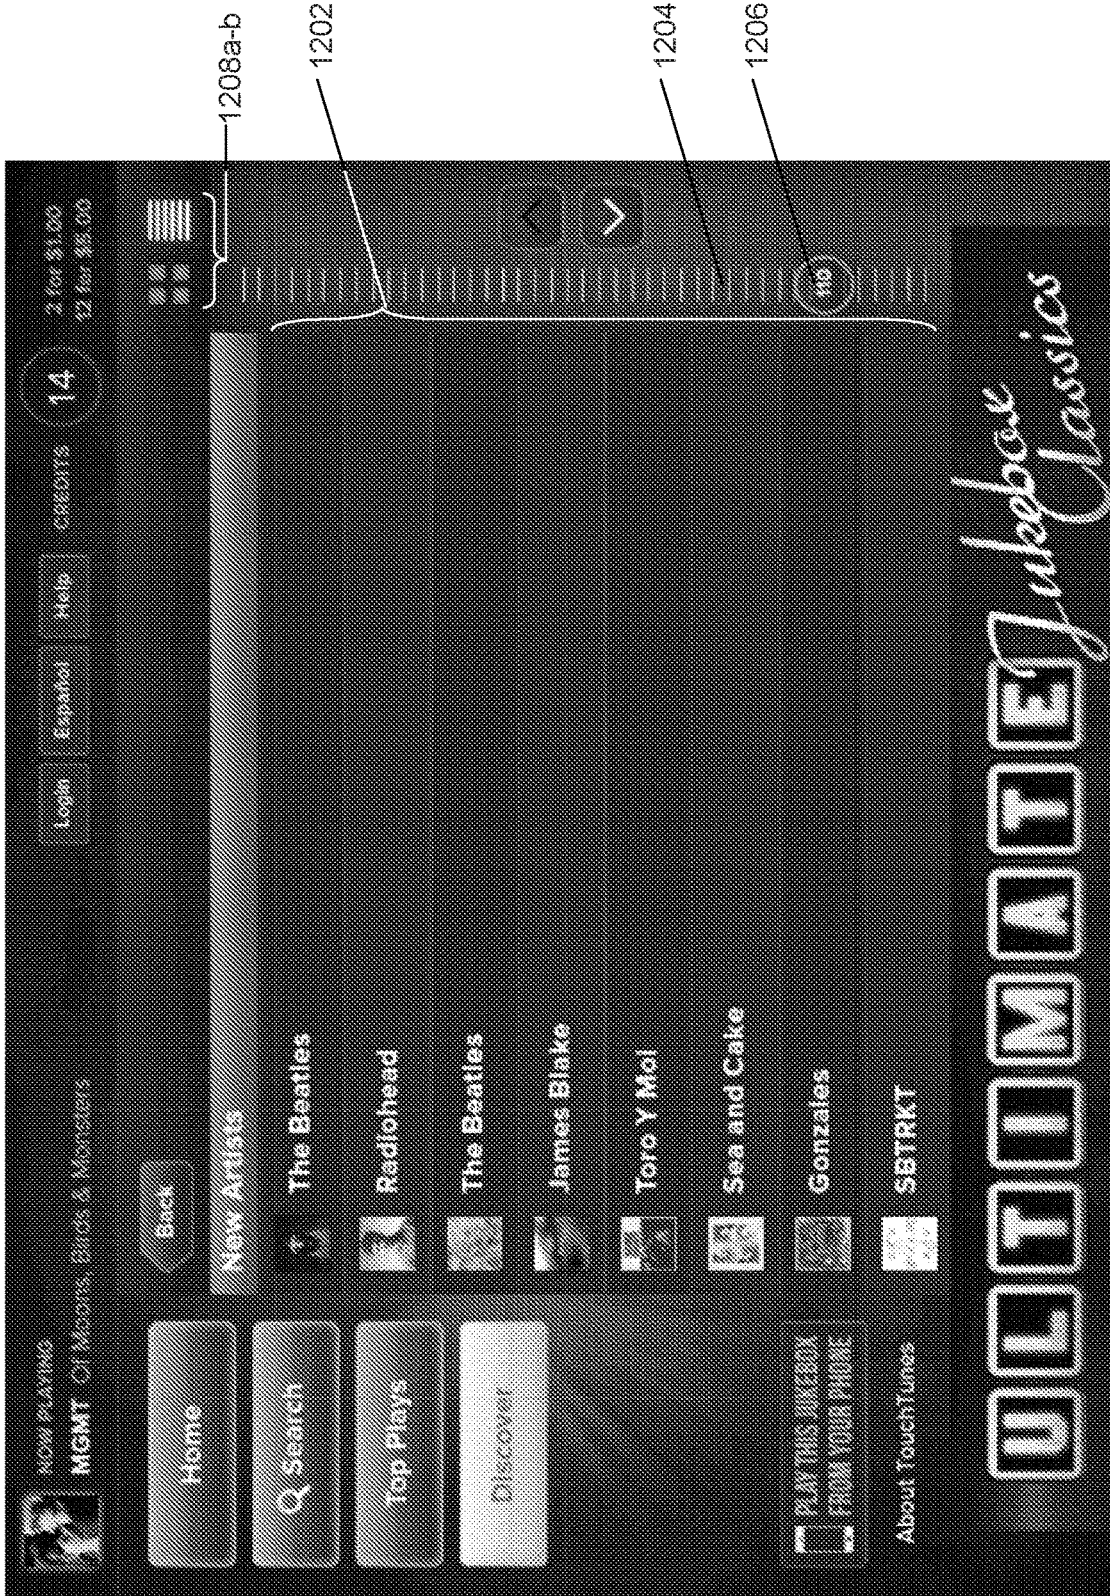 NOW PLAYING
MGMT Of Moons, Birds & Monsters
Login
Español
Help
CREDITS
14
2 for $1.00
12 for $5.00
Home
Search
Top Plays
Discover
Back
New Artists
The Beatles
Radiohead
The Beatles
James Blake
Toro Y Moi
Sea and Cake
Gonzales
SBTRKT
110
PLAY THIS JUKEBOX
FROM YOUR PHONE
About TouchTunes
ULTIMATE Jukebox
Classics
1208a-b
1202
1204
1206